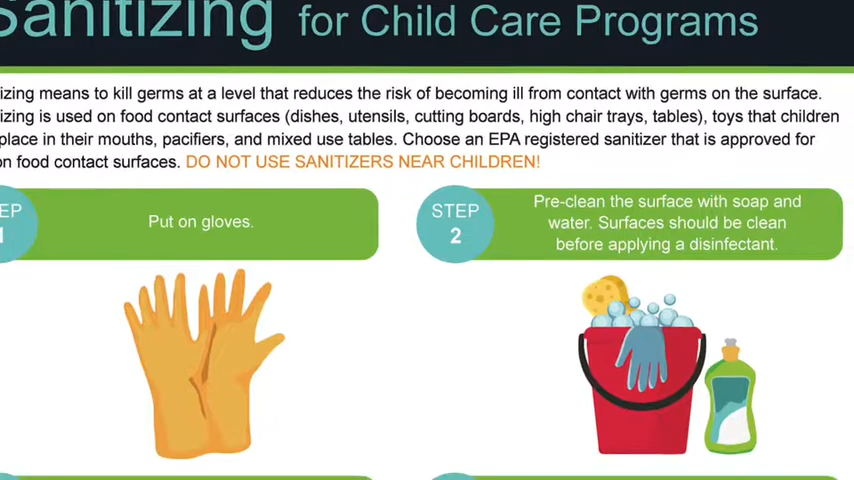 Sanitizing for Child Care Programs
izing means to kill germs at a level that reduces the risk of becoming ill from contact with germs on the surface.
izing is used on food contact surfaces (dishes, utensils, cutting boards, high chair trays, tables), toys that children
place in their mouths, pacifiers, and mixed use tables. Choose an EPA registered sanitizer that is approved for
on food contact surfaces. DO NOT USE SANITIZERS NEAR CHILDREN!
EP
1
Put on gloves.
STEP
2
Pre-clean the surface with soap and
water. Surfaces should be clean
before applying a disinfectant.